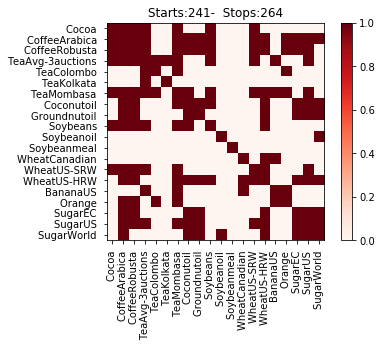 Starts:241- Stops:264
Cocoa
CoffeeArabica
CoffeeRobusta
TeaAvg-3auctions
TeaColombo
TeaKolkata
TeaMombasa
Coconutoil
Groundnutoil
Soybeans
Soybeanoil
Soybeanmeal
WheatCanadian
WheatUS-SRW
WheatUS-HRW
BananaUS
Orange
SugarEC
SugarUS
SugarWorld
1.0
0.8
0.6
0.4
0.2
0.0
Cocoa
CoffeeArabica
CoffeeRobusta
TeaAvg-3auctions
TeaColombo
TeaKolkata
TeaMombasa
Coconutoil
Groundnutoil
Soybeans
Soybeanoil
Soybeanmeal
WheatCanadian
WheatUS-SRW
WheatUS-HRW
BananaUS
Orange
SugarEC
SugarUS
SugarWorld